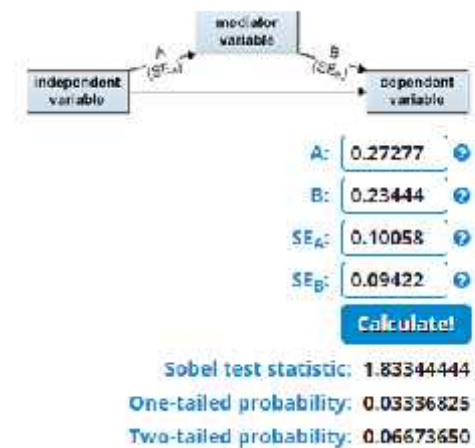 mediator
variable
A
(SEA)
B
(SEB)
independent
variable
dependant
variable
A: 0.27277
B: 0.23444
SEA: 0.10058
SEB: 0.09422
Calculate!
Sobel test statistic: 1.83344444
One-tailed probability: 0.03336825
Two-tailed probability: 0.06673650